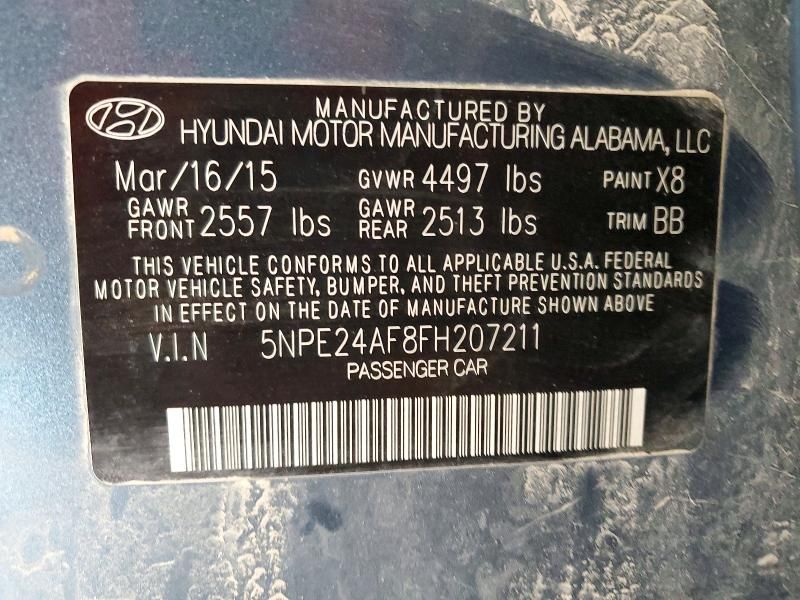 MANUFACTURED BY
HYUNDAI MOTOR MANUFACTURING ALABAMA, LLC
Mar/16/15 GVWR 4497 lbs PAINT X8
GAWR FRONT 2557 lbs GAWR REAR 2513 lbs TRIM BB
THIS VEHICLE CONFORMS TO ALL APPLICABLE U.S.A. FEDERAL
MOTOR VEHICLE SAFETY, BUMPER, AND THEFT PREVENTION STANDARDS
IN EFFECT ON THE DATE OF MANUFACTURE SHOWN ABOVE
V.I.N 5NPE24AF8FH207211
PASSENGER CAR